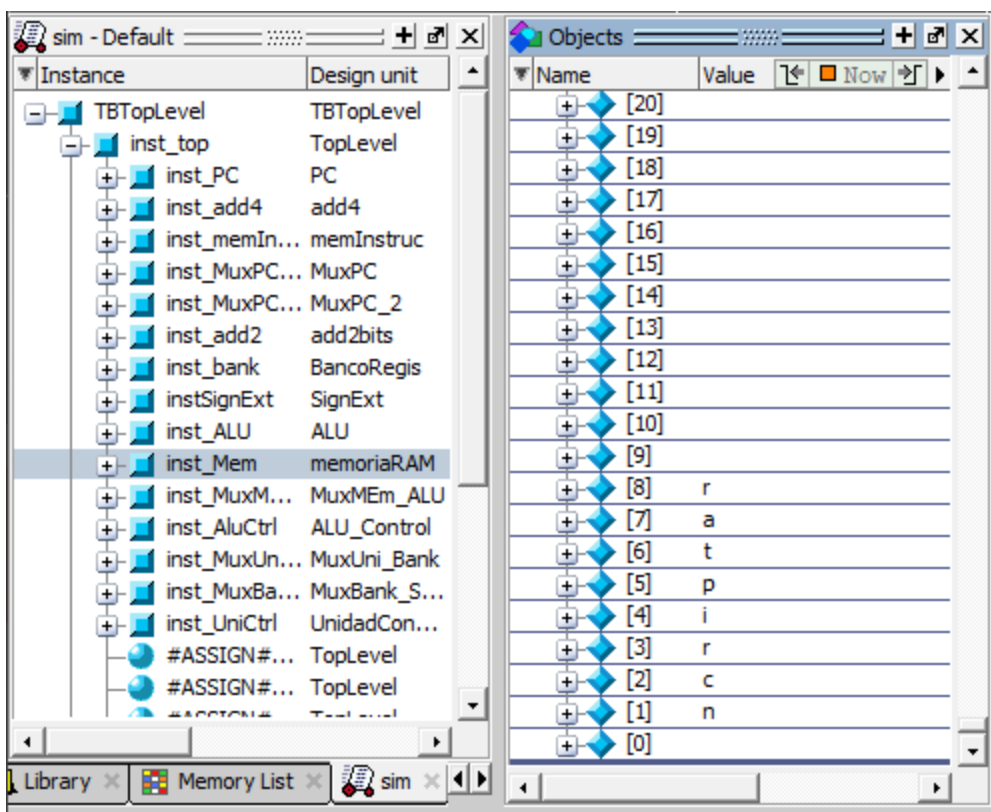 sim - Default
Instance Design unit
TBTopLevel TBTopLevel
inst_top TopLevel
inst_PC PC
inst_add4 add4
inst_memIn... memInstruc
inst_MuxPC... MuxPC
inst_MuxPC... MuxPC_2
inst_add2 add2bits
inst_bank BancoRegis
instSignExt SignExt
inst_ALU ALU
inst_Mem memoriaRAM
inst_MuxM... MuxMEm_ALU
inst_AluCtrl ALU_Control
inst_MuxUn... MuxUni_Bank
inst_MuxBa... MuxBank_S...
inst_UniCtrl UnidadCon...
#ASSIGN#... TopLevel
#ASSIGN#... TopLevel
Library Memory List sim
Objects
Name Value Now
[20]
[19]
[18]
[17]
[16]
[15]
[14]
[13]
[12]
[11]
[10]
[9]
[8] r
[7] a
[6] t
[5] p
[4] i
[3] r
[2] c
[1] n
[0]